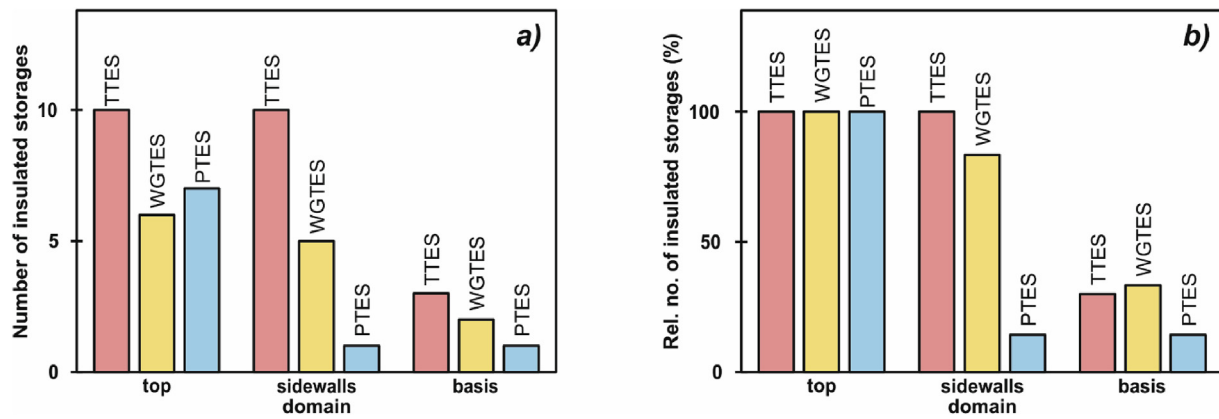 a)
Number of insulated storages
10
5
0
TTES
WGTES
PTES
TTES
WGTES
PTES
TTES
WGTES
PTES
top
sidewalls
basis
domain
b)
Rel. no. of insulated storages (%)
100
50
0
TTES
WGTES
PTES
TTES
WGTES
PTES
TTES
WGTES
PTES
top
sidewalls
basis
domain